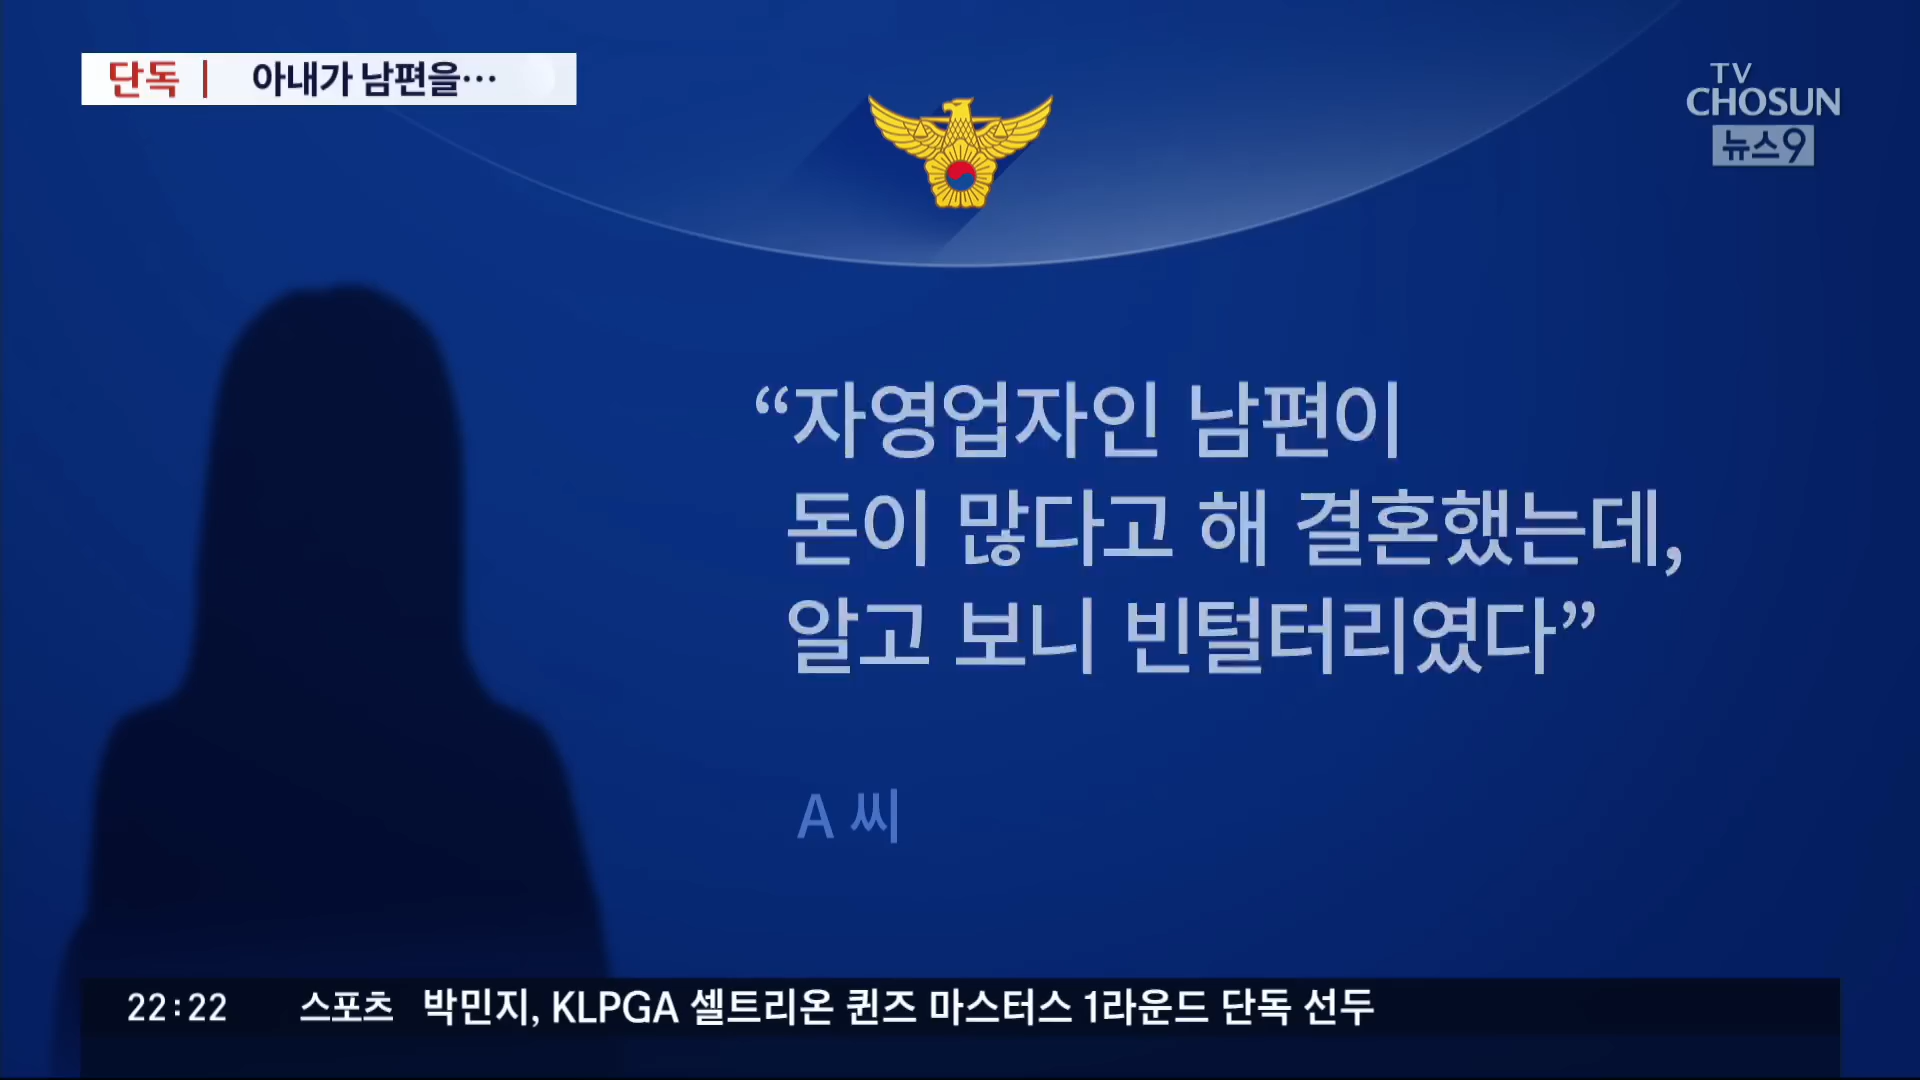 단독 | 아내가 남편을…
TV
CHOSUN
뉴스9
“자영업자인 남편이
돈이 많다고 해 결혼했는데,
알고 보니 빈털터리였다”
A 씨
22:22 스포츠 박민지, KLPGA 셀트리온 퀸즈 마스터스 1라운드 단독 선두